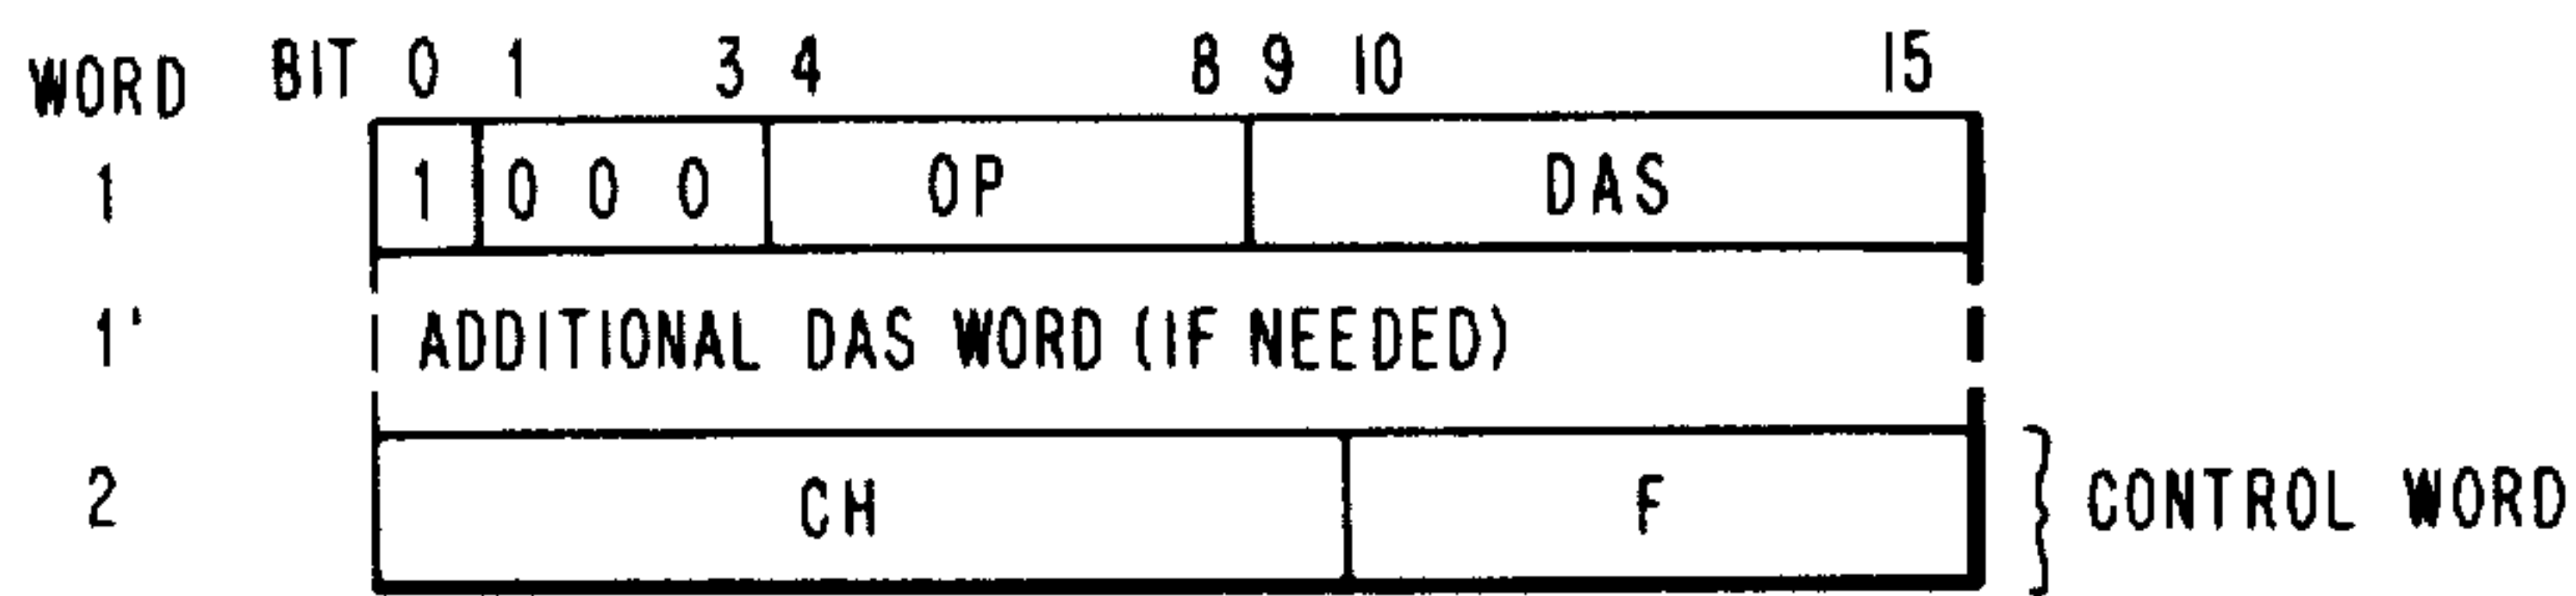 WORD BIT 0 1 3 4 8 9 10 15
1 1 0 0 0 OP DAS
1' ADDITIONAL DAS WORD (IF NEEDED)
2 CH F } CONTROL WORD